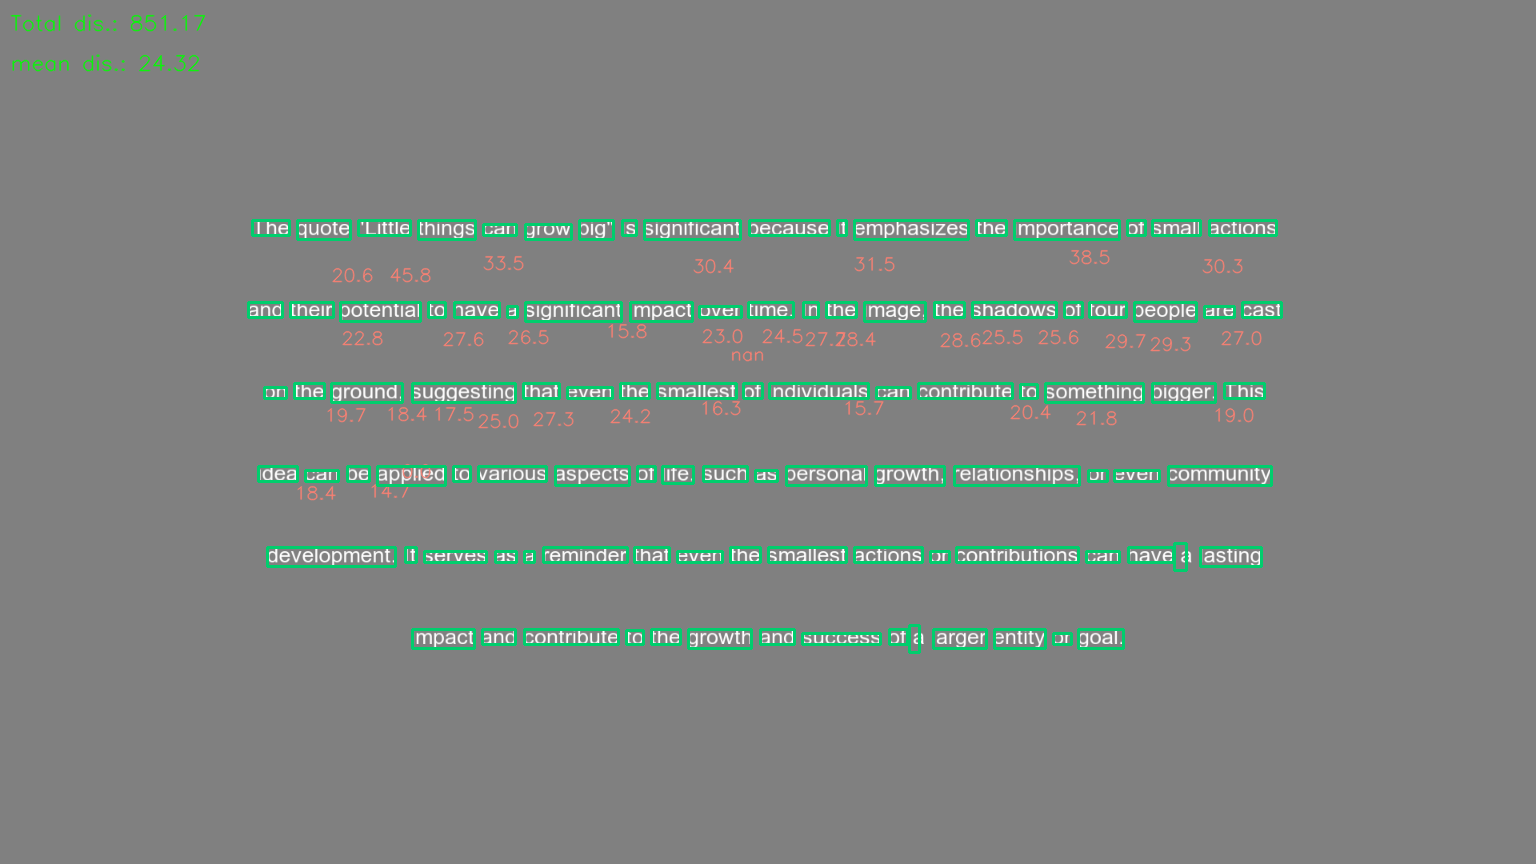 Total dis.: 851.17
mean dis.: 24.32
The quote "Little things can grow big" is significant because it emphasizes the importance of small actions
20.6 45.8 33.5 30.4 31.5 38.5 30.3
and their potential to have a significant impact over time. In the image, the shadows of four people are cast
22.8 27.6 26.5 15.8 23.0 24.5 28.4 28.6 25.5 25.6 29.7 29.3 27.0
nan
on the ground, suggesting that even the smallest of individuals can contribute to something bigger. This
19.7 18.4 17.5 25.0 27.3 24.2 16.3 15.7 20.4 21.8 19.0
idea can be applied to various aspects of life, such as personal growth, relationships, or even community
18.4 14.7
development. It serves as a reminder that even the smallest actions or contributions can have a lasting
impact and contribute to the growth and success of a larger entity or goal.